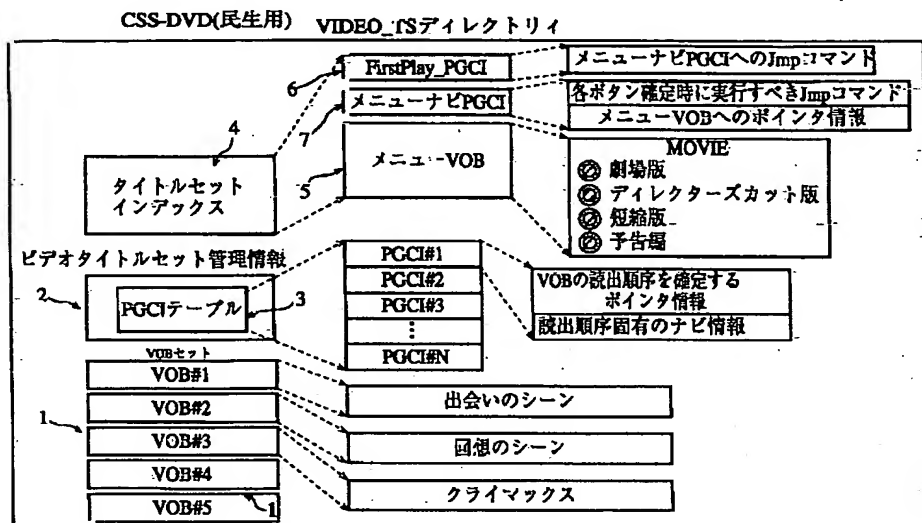 CSS-DVD(民生用)
VIDEO_TSディレクトリィ
6
FirstPlay_PGCI
メニューナビPGCIへのJmpコマンド
7
メニューナビPGCI
各ボタン確定時に実行すべきJmpコマンド
メニューVOBへのポインタ情報
4
タイトルセット
インデックス
5
メニューVOB
MOVIE
劇場版
ディレクターズカット版
短縮版
予告編
ビデオタイトルセット管理情報
2
PGCIテーブル
3
PGCI#1
PGCI#2
PGCI#3
⋮
PGCI#N
VOBの読出順序を確定する
ポインタ情報
読出順序固有のナビ情報
VOBセット
1
VOB#1
VOB#2
VOB#3
VOB#4
VOB#5
1
出会いのシーン
回想のシーン
クライマックス